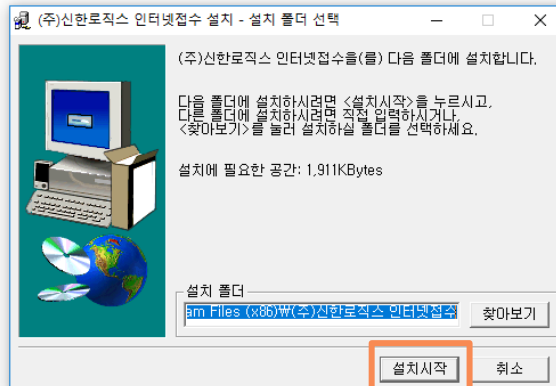 (주)신한로직스 인터넷접수 설치 - 설치 폴더 선택
(주)신한로직스 인터넷접수을(를) 다음 폴더에 설치합니다.
다음 폴더에 설치하시려면 <설치시작>을 누르시고,
다른 폴더에 설치하시려면 직접 입력하시거나,
<찾아보기>를 눌러 설치하실 폴더를 선택하세요.
설치에 필요한 공간: 1,911KBytes
설치 폴더
am Files (x86)₩(주)신한로직스 인터넷접수
찾아보기
설치시작
취소